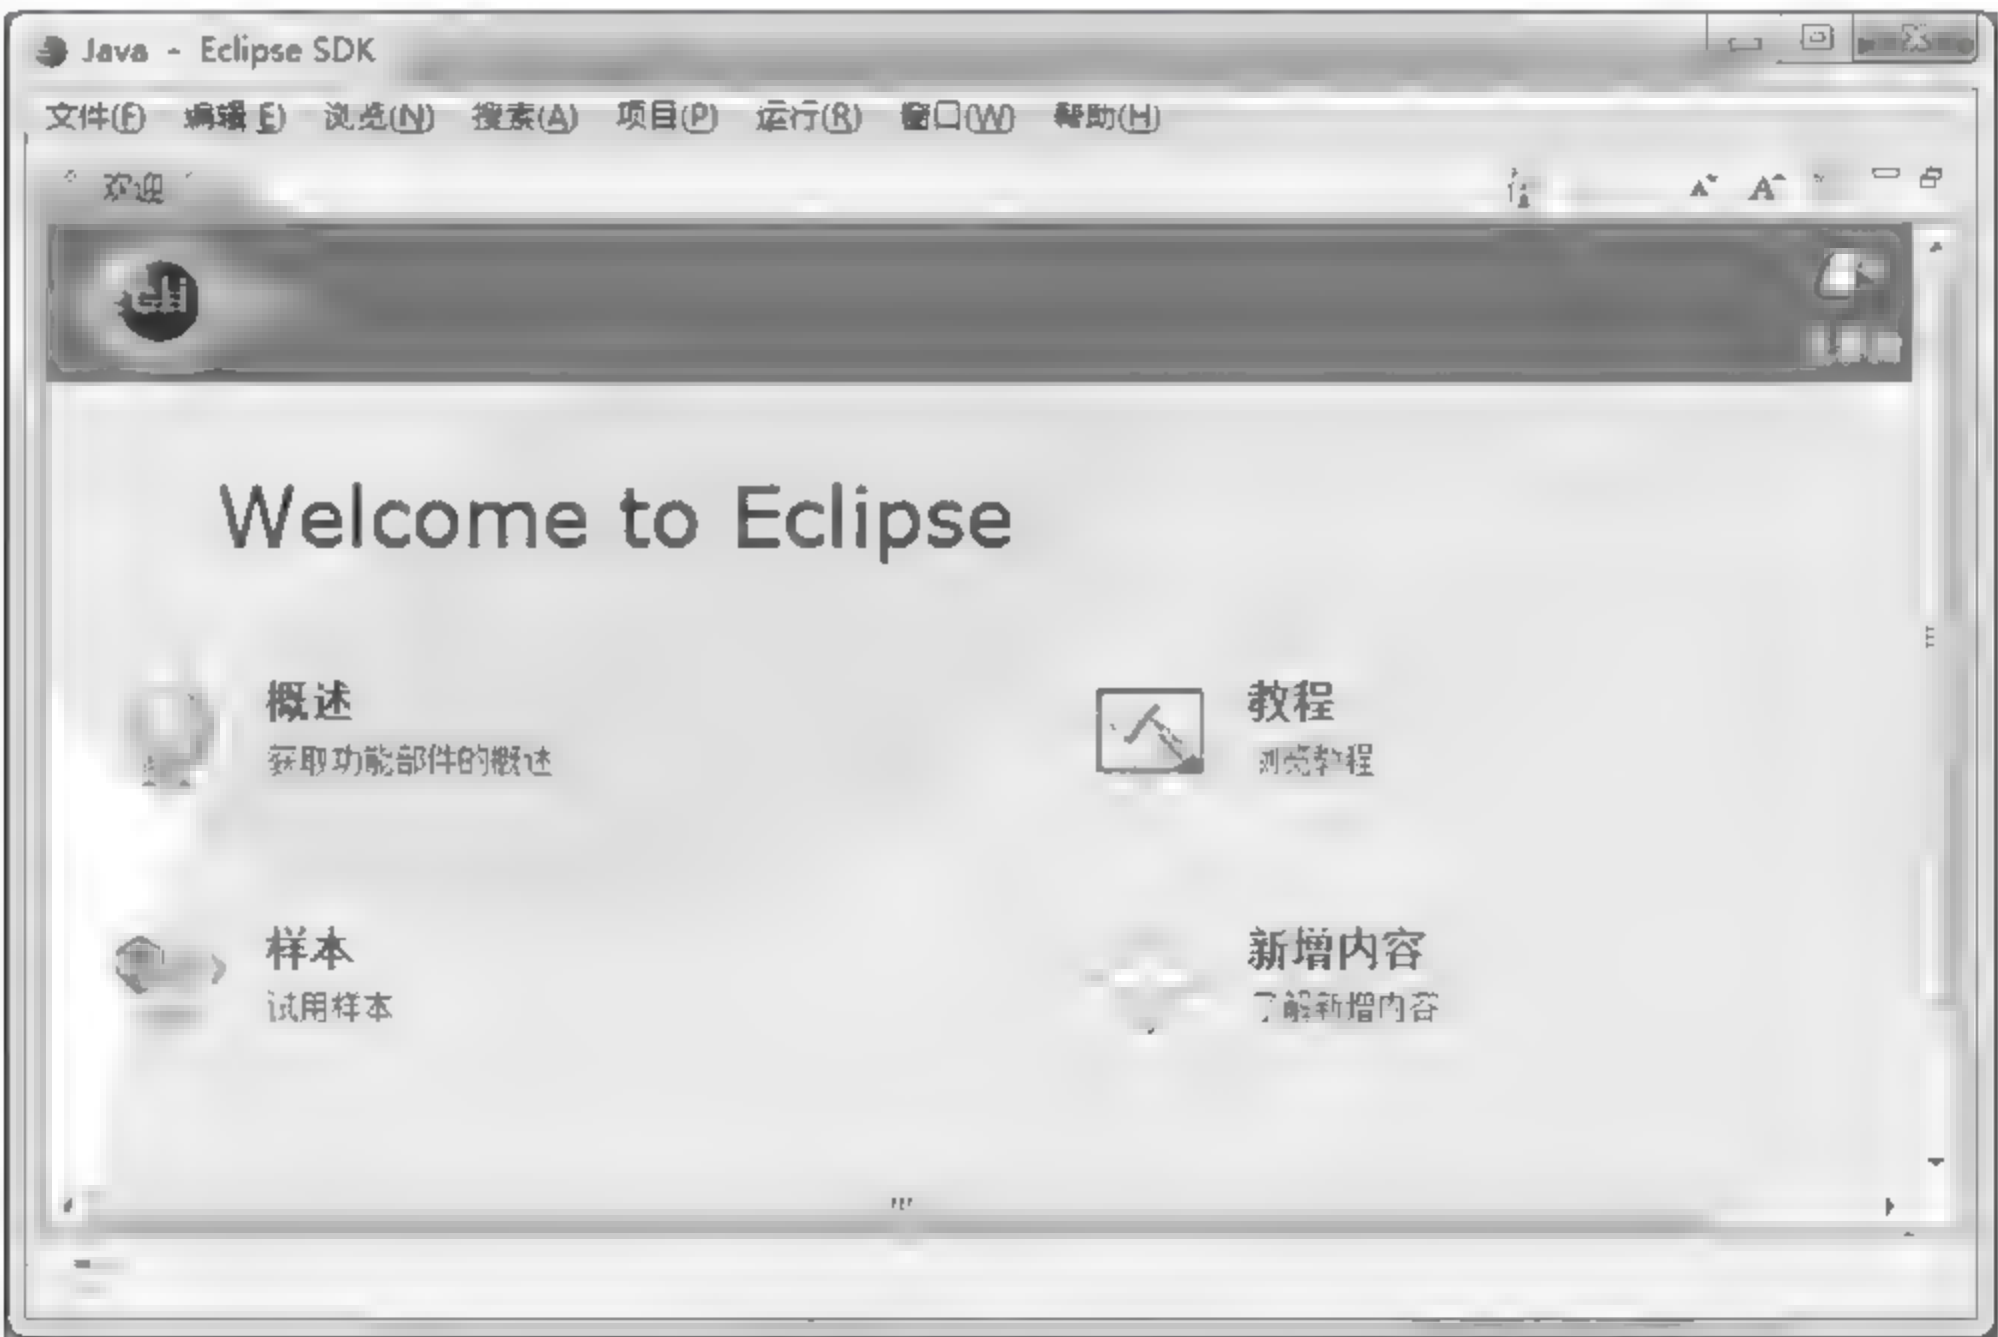 Java - Eclipse SDK
文件(F) 编辑(E) 浏览(N) 搜索(A) 项目(P) 运行(R) 窗口(W) 帮助(H)
欢迎
Welcome to Eclipse
概述 教程
获取功能部件的概述 浏览教程
样本 新增内容
试用样本 了解新增内容